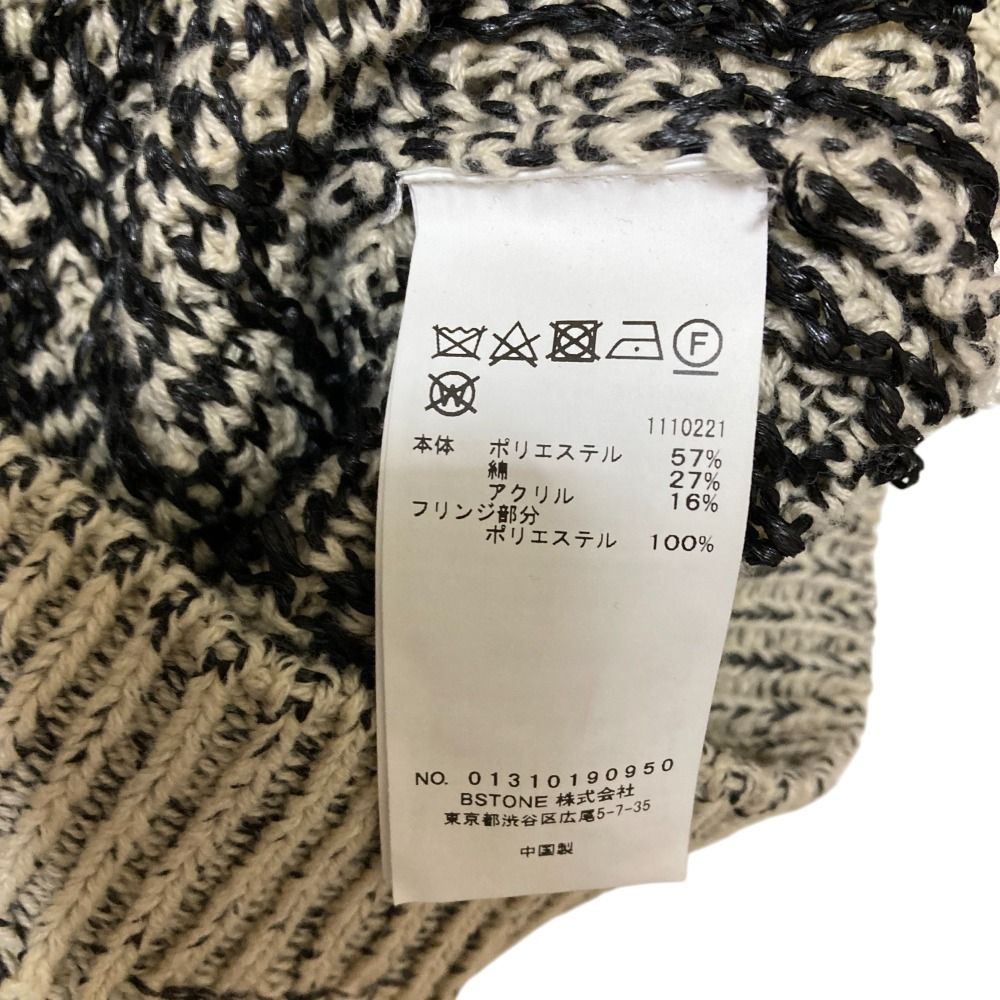 F
W
1110221
本体 ポリエステル 57%
綿 27%
アクリル 16%
フリンジ部分
ポリエステル 100%
NO. 01310190950
BSTONE 株式会社
東京都渋谷区広尾5-7-35
中国製